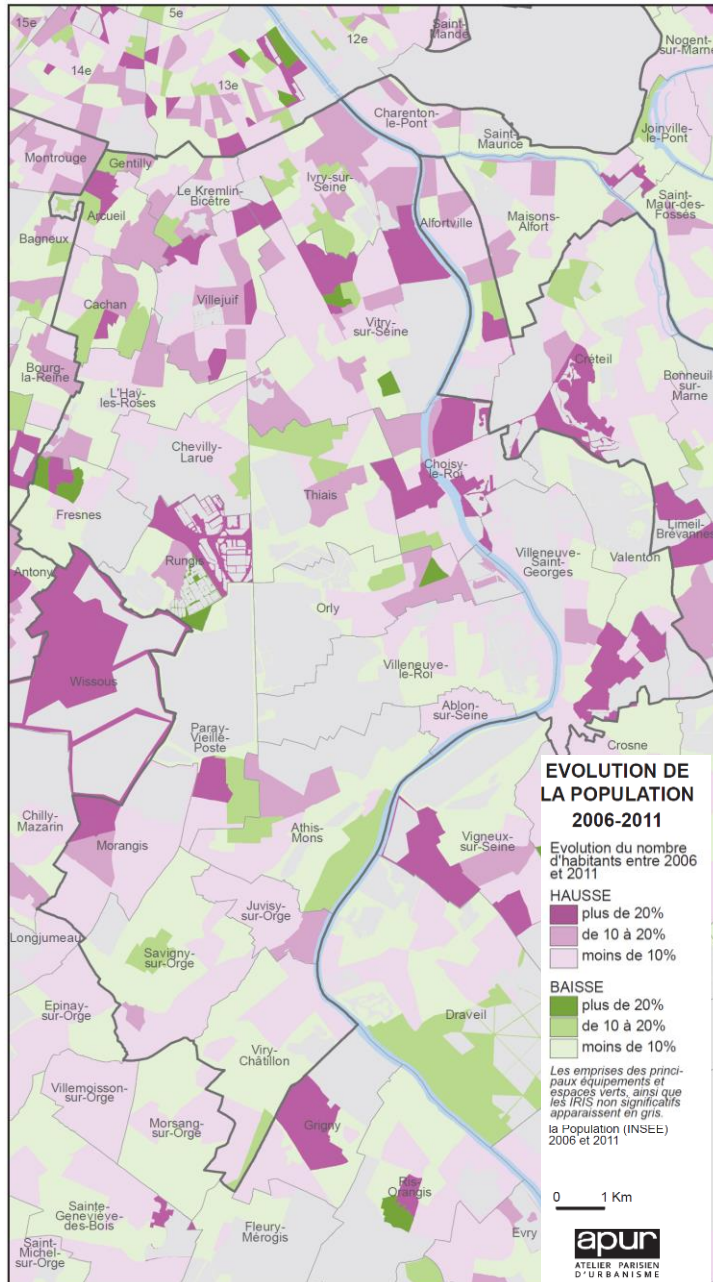 5e
15e
12e
Saint-
Mandé
Nogent-
sur-Marne
14e
13e
Charenton-
le-Pont
Saint-
Maurice
Joinville-
le-Pont
Montrouge
Gentilly
Le Kremlin-
Bicêtre
Ivry-sur-
Seine
Saint-
Maur-des-
Fossés
Arcueil
Alfortville
Maisons-
Alfort
Bagneux
Cachan
Villejuif
Vitry-
sur-Seine
Créteil
Bourg-
la-Reine
Bonneuil-
sur-
Marne
L'Haÿ-
les-Roses
Chevilly-
Larue
Choisy-
le-Roi
Thiais
Fresnes
Limeil-
Brévannes
Rungis
Villeneuve-
Saint-
Georges
Valenton
Antony
Orly
Wissous
Villeneuve-
le-Roi
Ablon-
sur-Seine
Paray-
Vieille-
Poste
Crosne
Chilly-
Mazarin
Morangis
Athis-
Mons
Vigneux-
sur-Seine
Juvisy-
sur-Orge
Longjumeau
Savigny-
sur-Orge
Epinay-
sur-Orge
Draveil
Viry-
Châtillon
Villemoisson-
sur-Orge
Morsang-
sur-Orge
Grigny
Ris-
Orangis
Sainte-
Geneviève-
des-Bois
Fleury-
Mérogis
Evry
Saint-
Michel-
sur-Orge
EVOLUTION DE
LA POPULATION
2006-2011
Evolution du nombre
d'habitants entre 2006
et 2011
HAUSSE
plus de 20%
de 10 à 20%
moins de 10%
BAISSE
plus de 20%
de 10 à 20%
moins de 10%
Les emprises des princi-
paux équipements et
espaces verts, ainsi que
les IRIS non significatifs
apparaissent en gris.
la Population (INSEE)
2006 et 2011
0 1 Km
apur
ATELIER PARISIEN
D'URBANISME